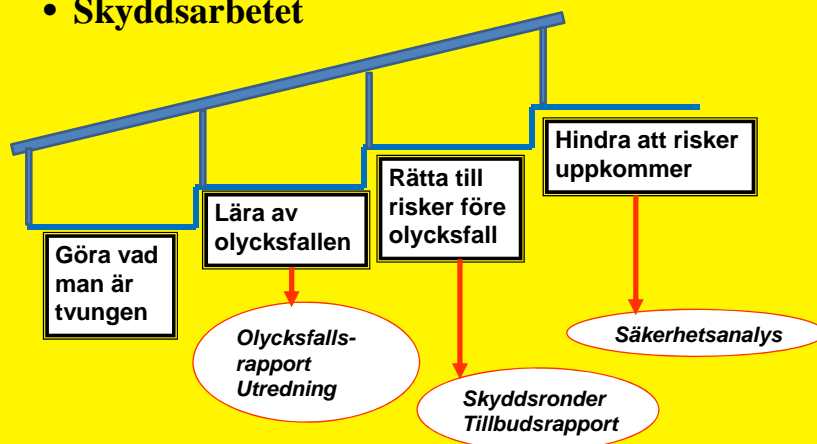 • Skyddsarbetet
Göra vad
man är
tvungen
Lära av
olycksfallen
Rätta till
risker före
olycksfall
Hindra att risker
uppkommer
Olycksfalls-
rapport
Utredning
Skyddsronder
Tillbudsrapport
Säkerhetsanalys